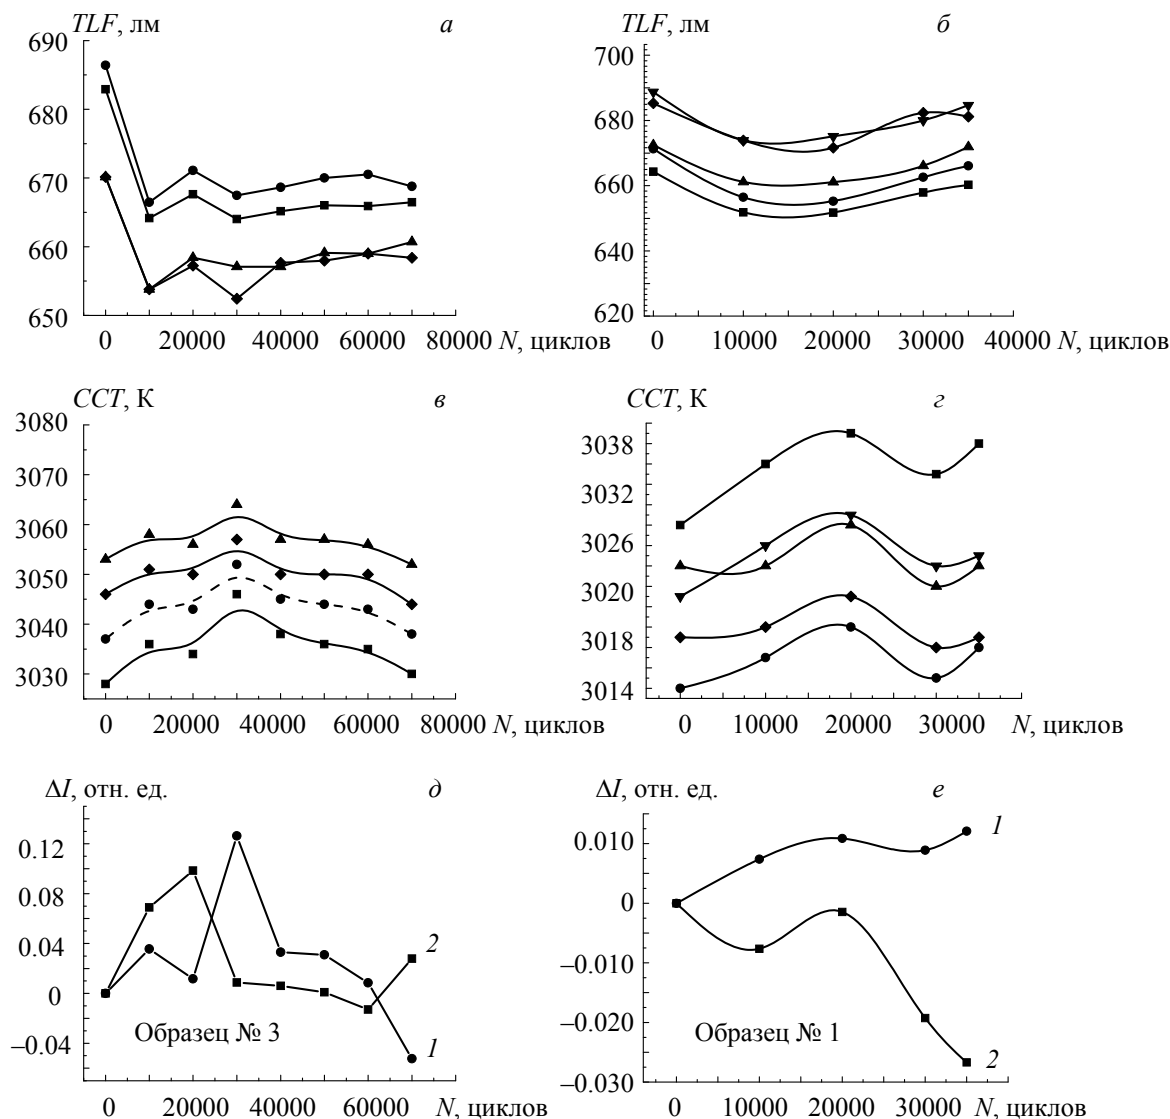 TLF, лм
а
690
680
670
660
650
0 20000 40000 60000 80000 N, циклов
TLF, лм
б
700
680
660
640
620
0 10000 20000 30000 40000 N, циклов
CCT, К
в
3080
3070
3060
3050
3040
3030
0 20000 40000 60000 80000 N, циклов
CCT, К
г
3038
3032
3026
3020
3018
3014
0 10000 20000 30000 N, циклов
ΔI, отн. ед.
д
0.12
0.08
0.04
0
–0.04
2
1
Образец № 3
0 20000 40000 60000 N, циклов
ΔI, отн. ед.
е
0.010
0
–0.010
–0.020
–0.030
1
2
Образец № 1
0 10000 20000 30000 N, циклов